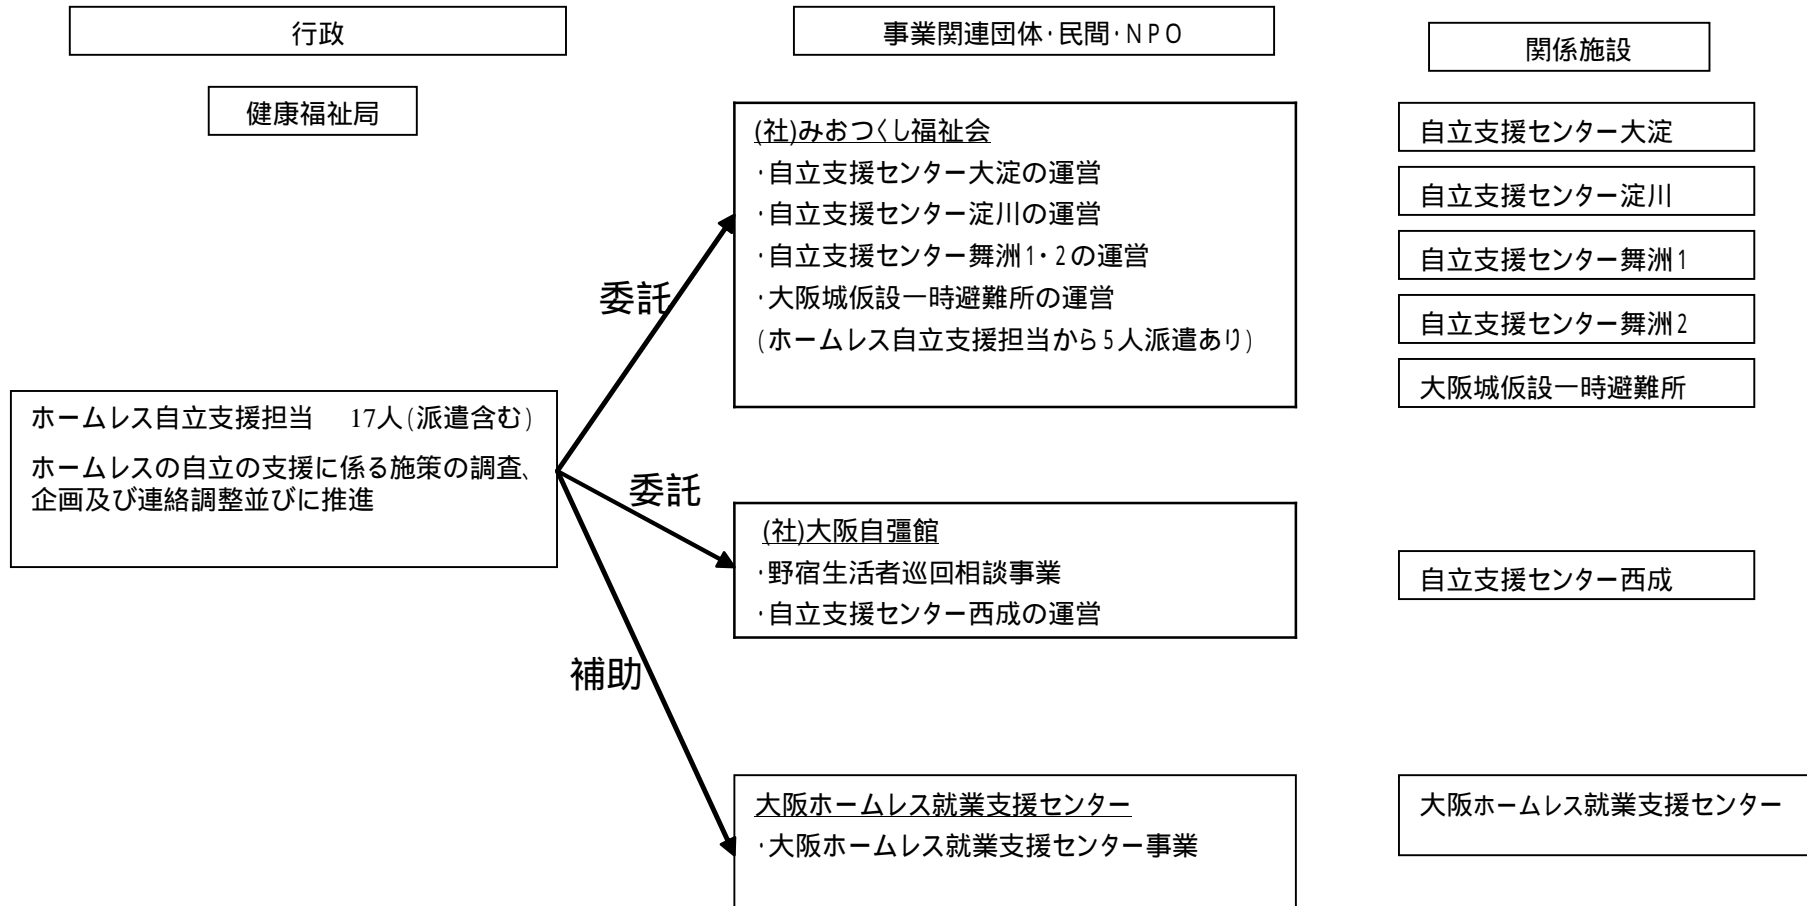 行政
事業関連団体・民間・NPO
関係施設
健康福祉局
(社)みおつくし福祉会
・自立支援センター大淀の運営
・自立支援センター淀川の運営
・自立支援センター舞洲1・2の運営
・大阪城仮設一時避難所の運営
(ホームレス自立支援担当から5人派遣あり)
自立支援センター大淀
自立支援センター淀川
自立支援センター舞洲1
自立支援センター舞洲2
大阪城仮設一時避難所
委託
ホームレス自立支援担当 17人(派遣含む)
ホームレスの自立の支援に係る施策の調査、
企画及び連絡調整並びに推進
委託
(社)大阪自彊館
・野宿生活者巡回相談事業
・自立支援センター西成の運営
自立支援センター西成
補助
大阪ホームレス就業支援センター
・大阪ホームレス就業支援センター事業
大阪ホームレス就業支援センター